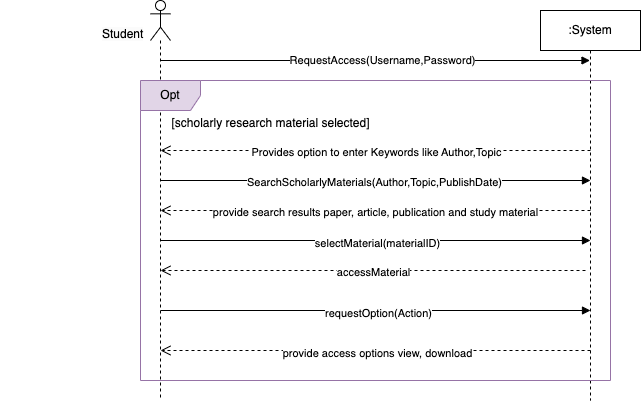 Student
:System
RequestAccess(Username,Password)
Opt
[scholarly research material selected]
Provides option to enter Keywords like Author,Topic
SearchScholarlyMaterials(Author,Topic,PublishDate)
provide search results paper, article, publication and study material
selectMaterial(materialID)
accessMaterial
requestOption(Action)
provide access options view, download